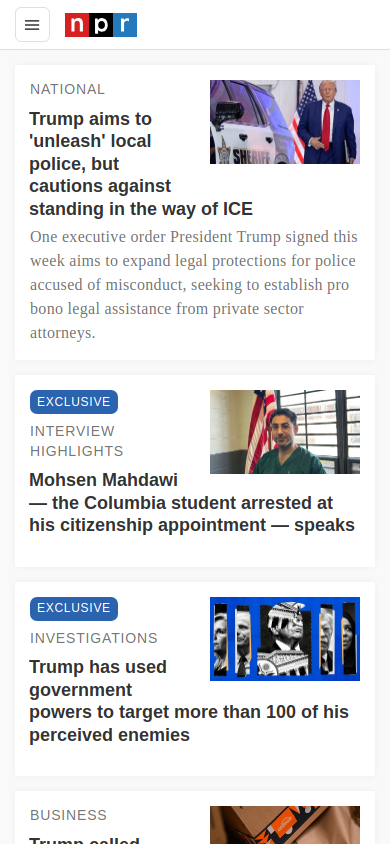 npr
NATIONAL
Trump aims to
'unleash' local
police, but
cautions against
standing in the way of ICE
SHERIFF
One executive order President Trump signed this
week aims to expand legal protections for police
accused of misconduct, seeking to establish pro
bono legal assistance from private sector
attorneys.
EXCLUSIVE
INTERVIEW
HIGHLIGHTS
Mohsen Mahdawi
— the Columbia student arrested at
his citizenship appointment — speaks
EXCLUSIVE
INVESTIGATIONS
Trump has used
government
powers to target more than 100 of his
perceived enemies
BUSINESS
Trump called